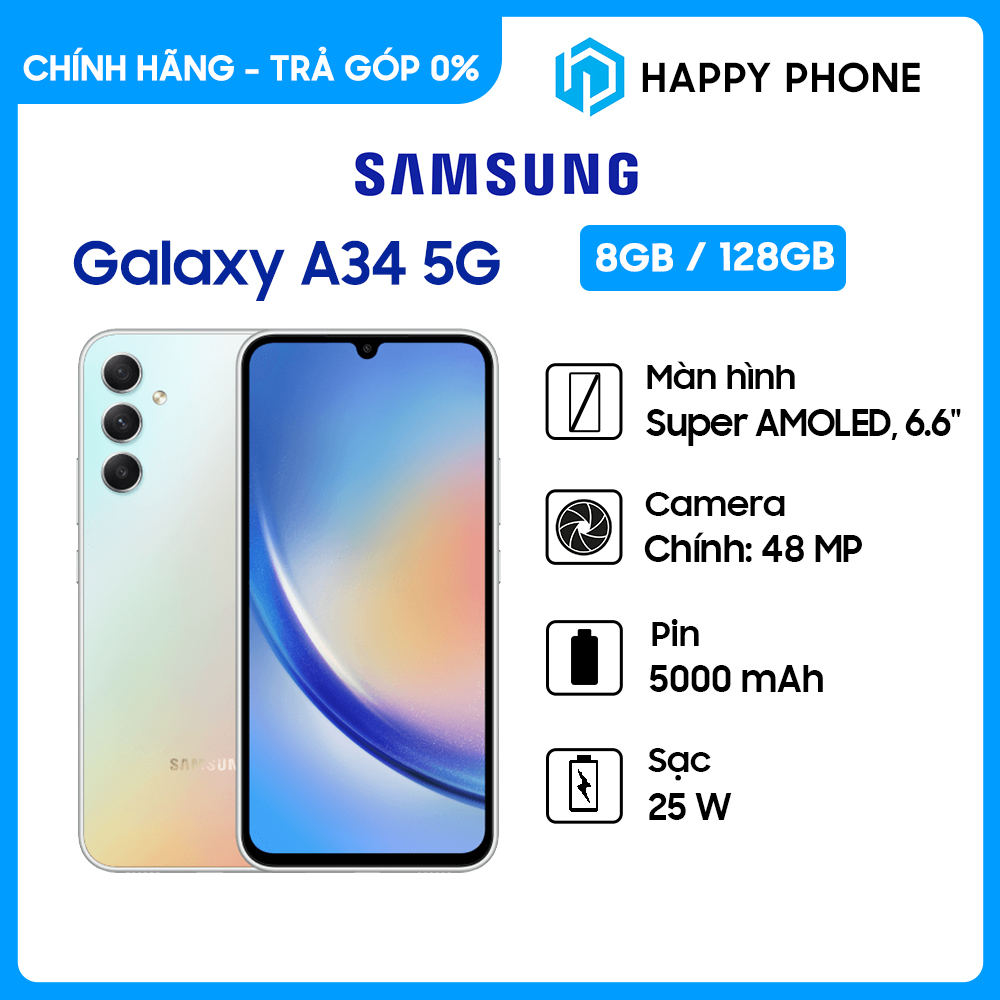 CHÍNH HÃNG - TRẢ GÓP 0%
HAPPY PHONE
SAMSUNG
Galaxy A34 5G
8GB / 128GB
Màn hình
Super AMOLED, 6.6"
Camera
Chính: 48 MP
Pin
5000 mAh
Sạc
25 W
SAMSUN